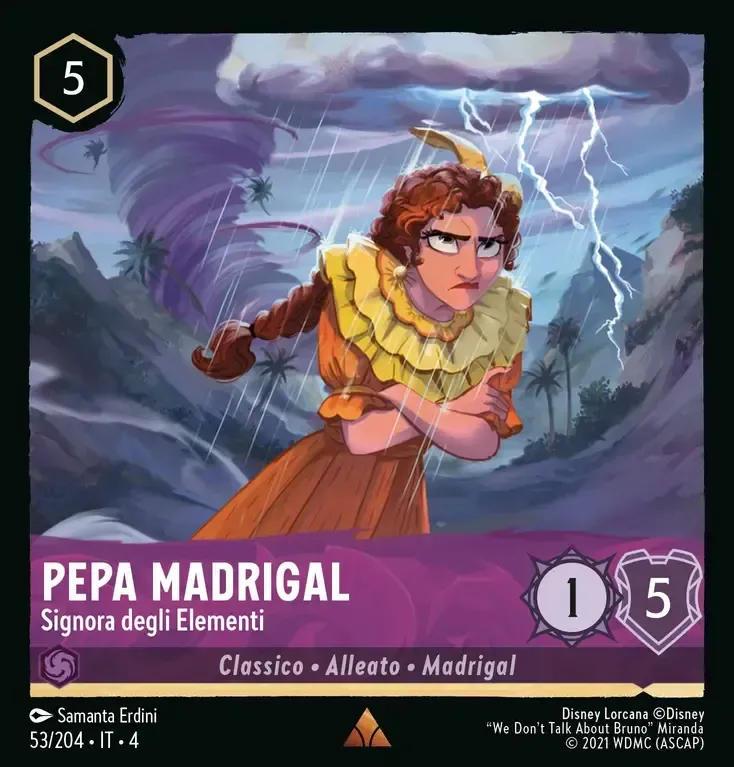 5
PEPA MADRIGAL
Signora degli Elementi
1
5
Classico • Alleato • Madrigal
Samanta Erdini
53/204 • IT • 4
Disney Lorcana ©Disney
“We Don’t Talk About Bruno” Miranda
© 2021 WDMC (ASCAP)